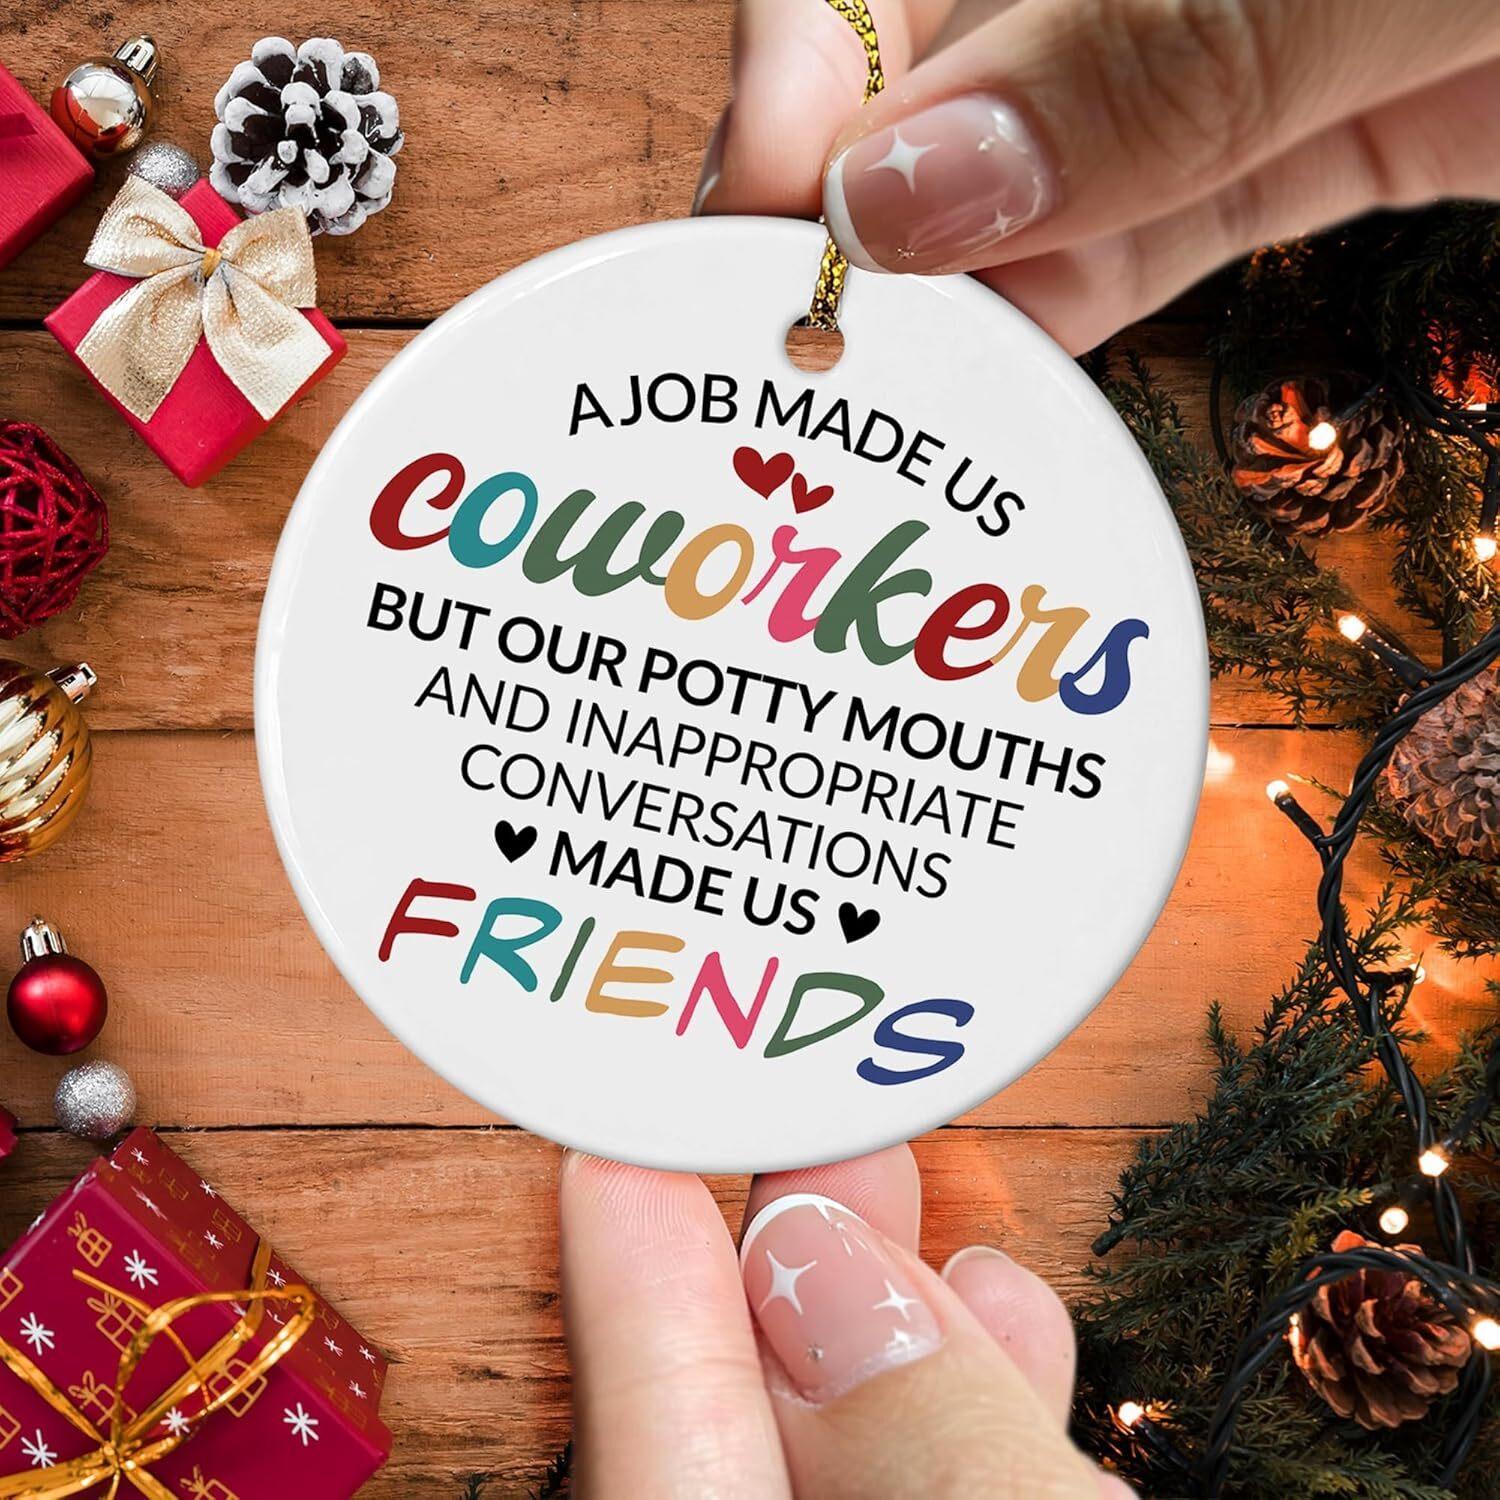 A JOB MADE US
coworkers
BUT OUR POTTY MOUTHS
AND INAPPROPRIATE
CONVERSATIONS
MADE US
FRIENDS